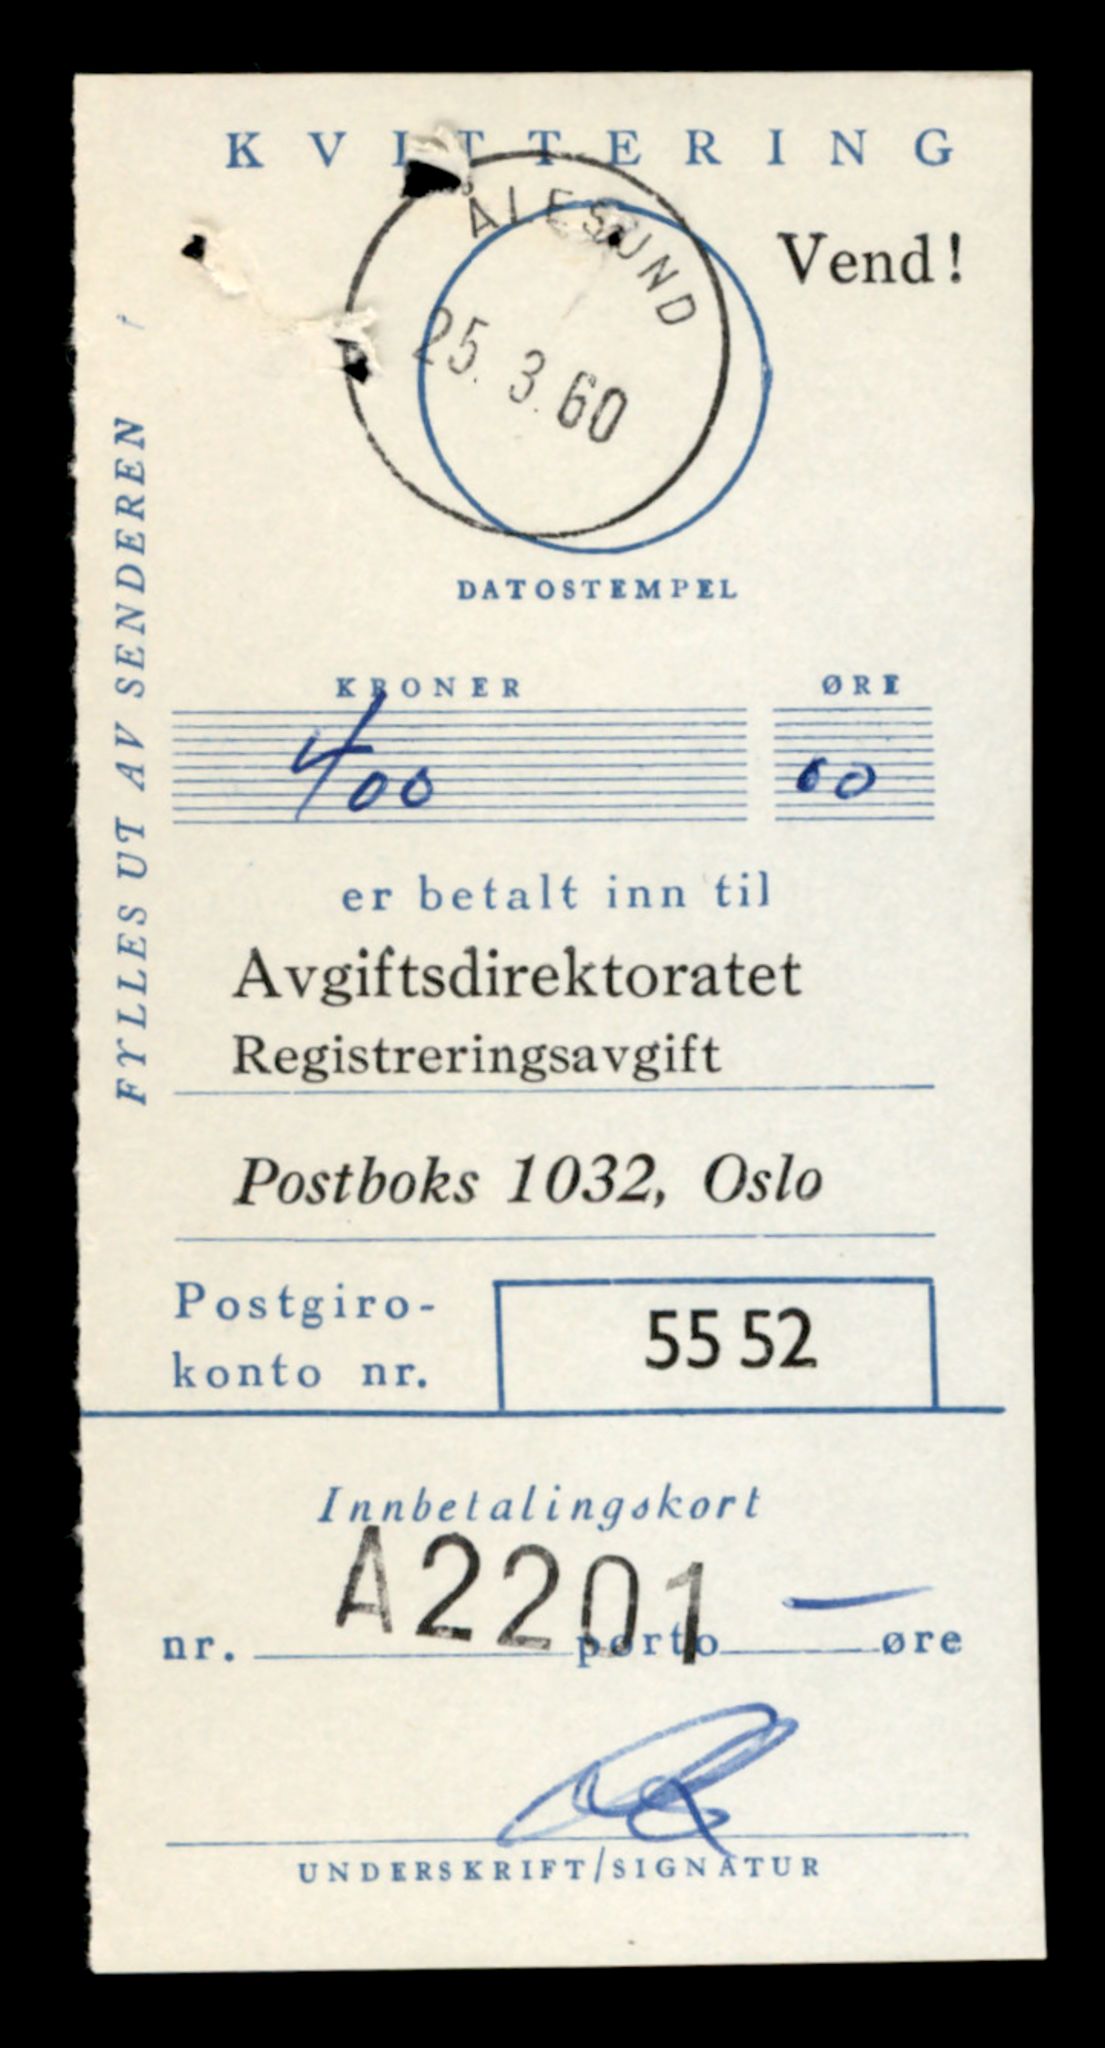 KVITTERING
Vend!
ÅLESUND
25.3.60
DATOSTEMPEL
FYLLES UT AV SENDEREN
KRONER ØRE
400 00
er betalt inn til
Avgiftsdirektoratet
Registreringsavgift
Postboks 1032, Oslo
Postgiro-
konto nr.
55 52
Innbetalingskort
A2201
nr. porto — øre
UNDERSKRIFT/SIGNATUR